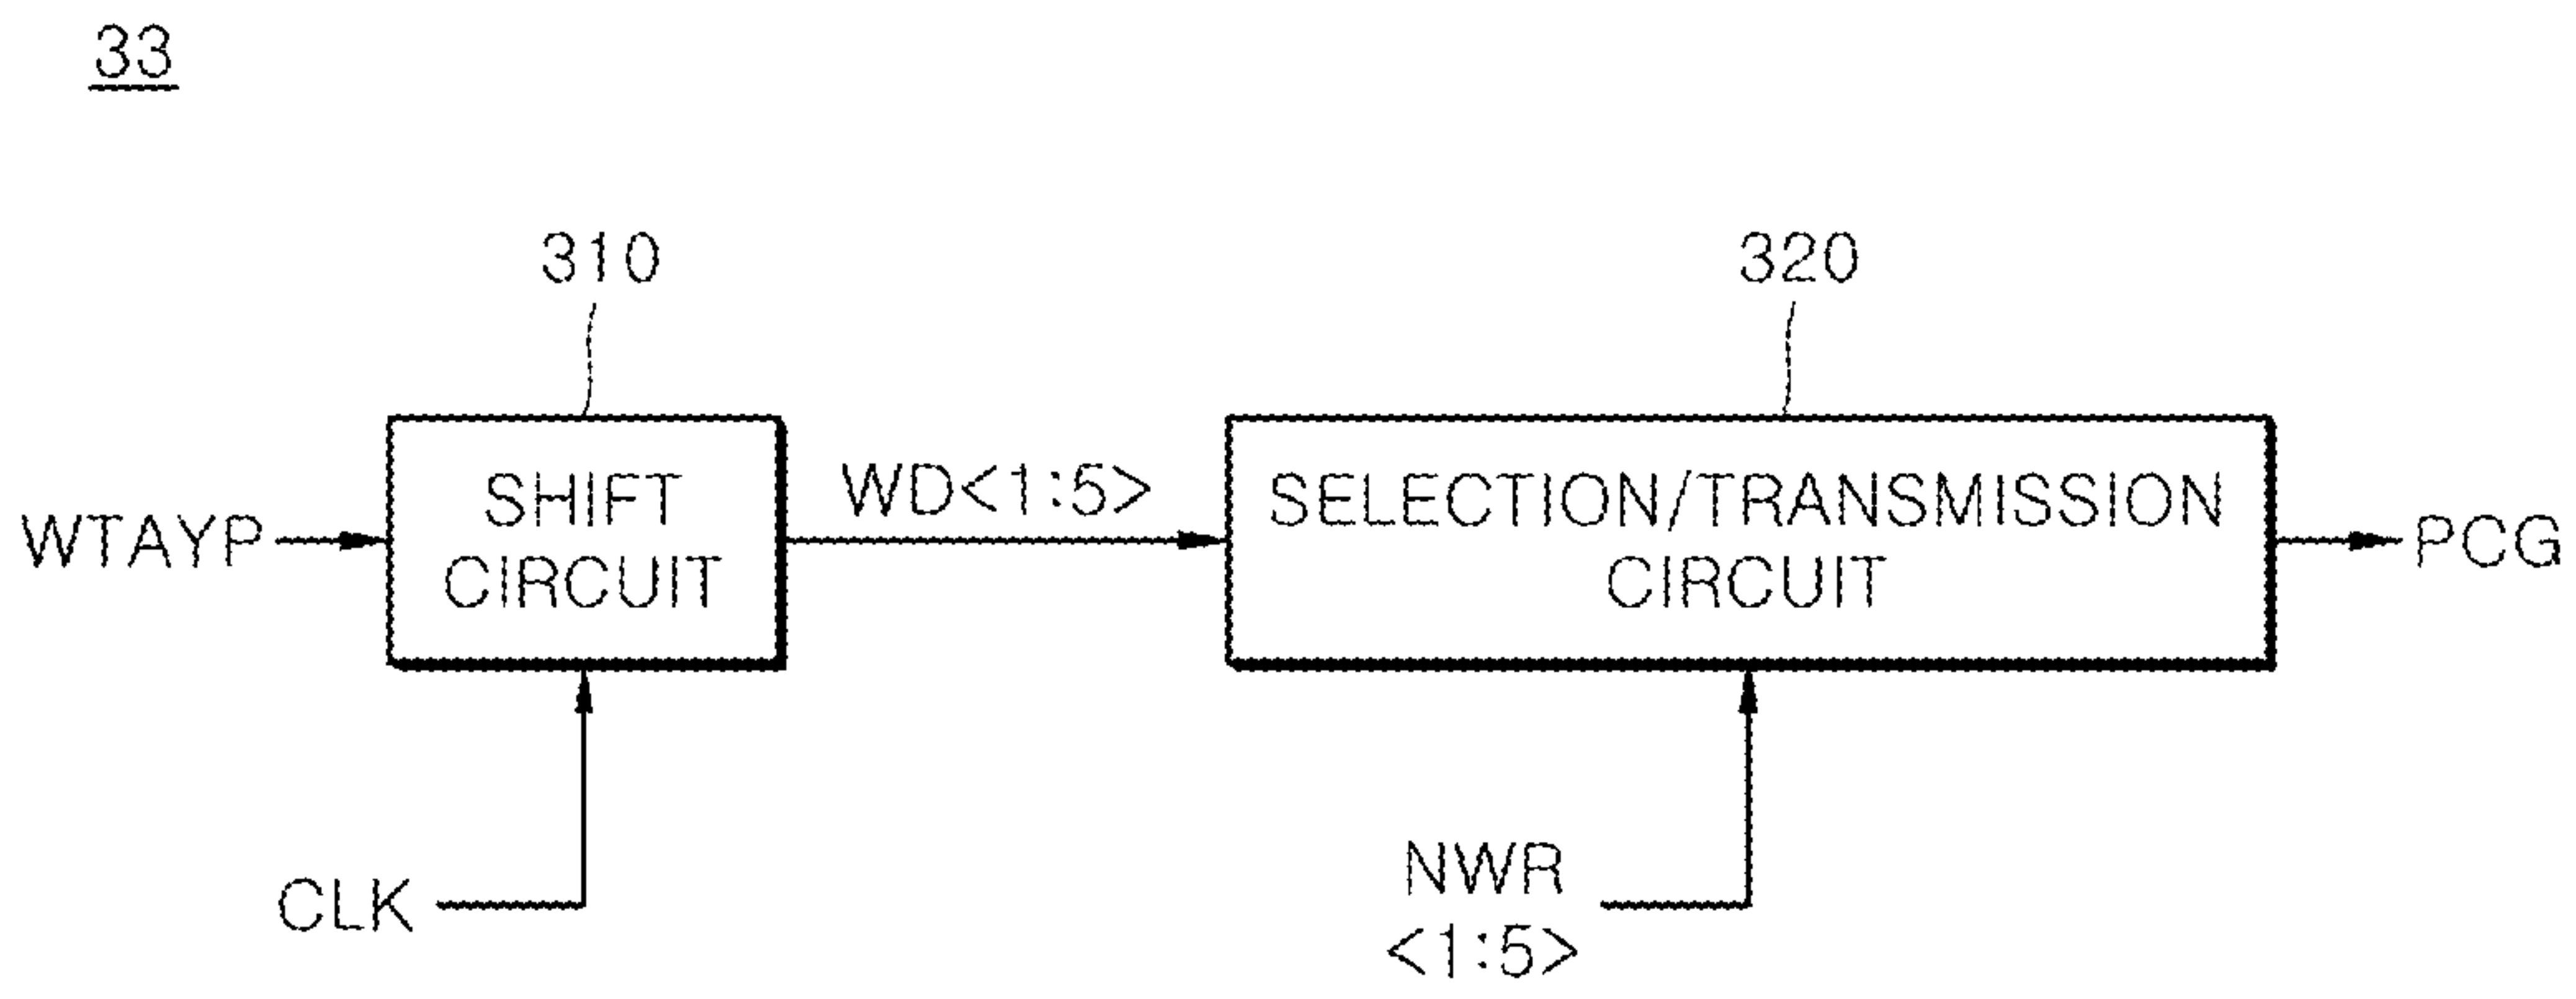 33
310
320
SHIFT
CIRCUIT
WTAYP
WD<1:5>
SELECTION/TRANSMISSION
CIRCUIT
PCG
CLK
NWR
<1:5>